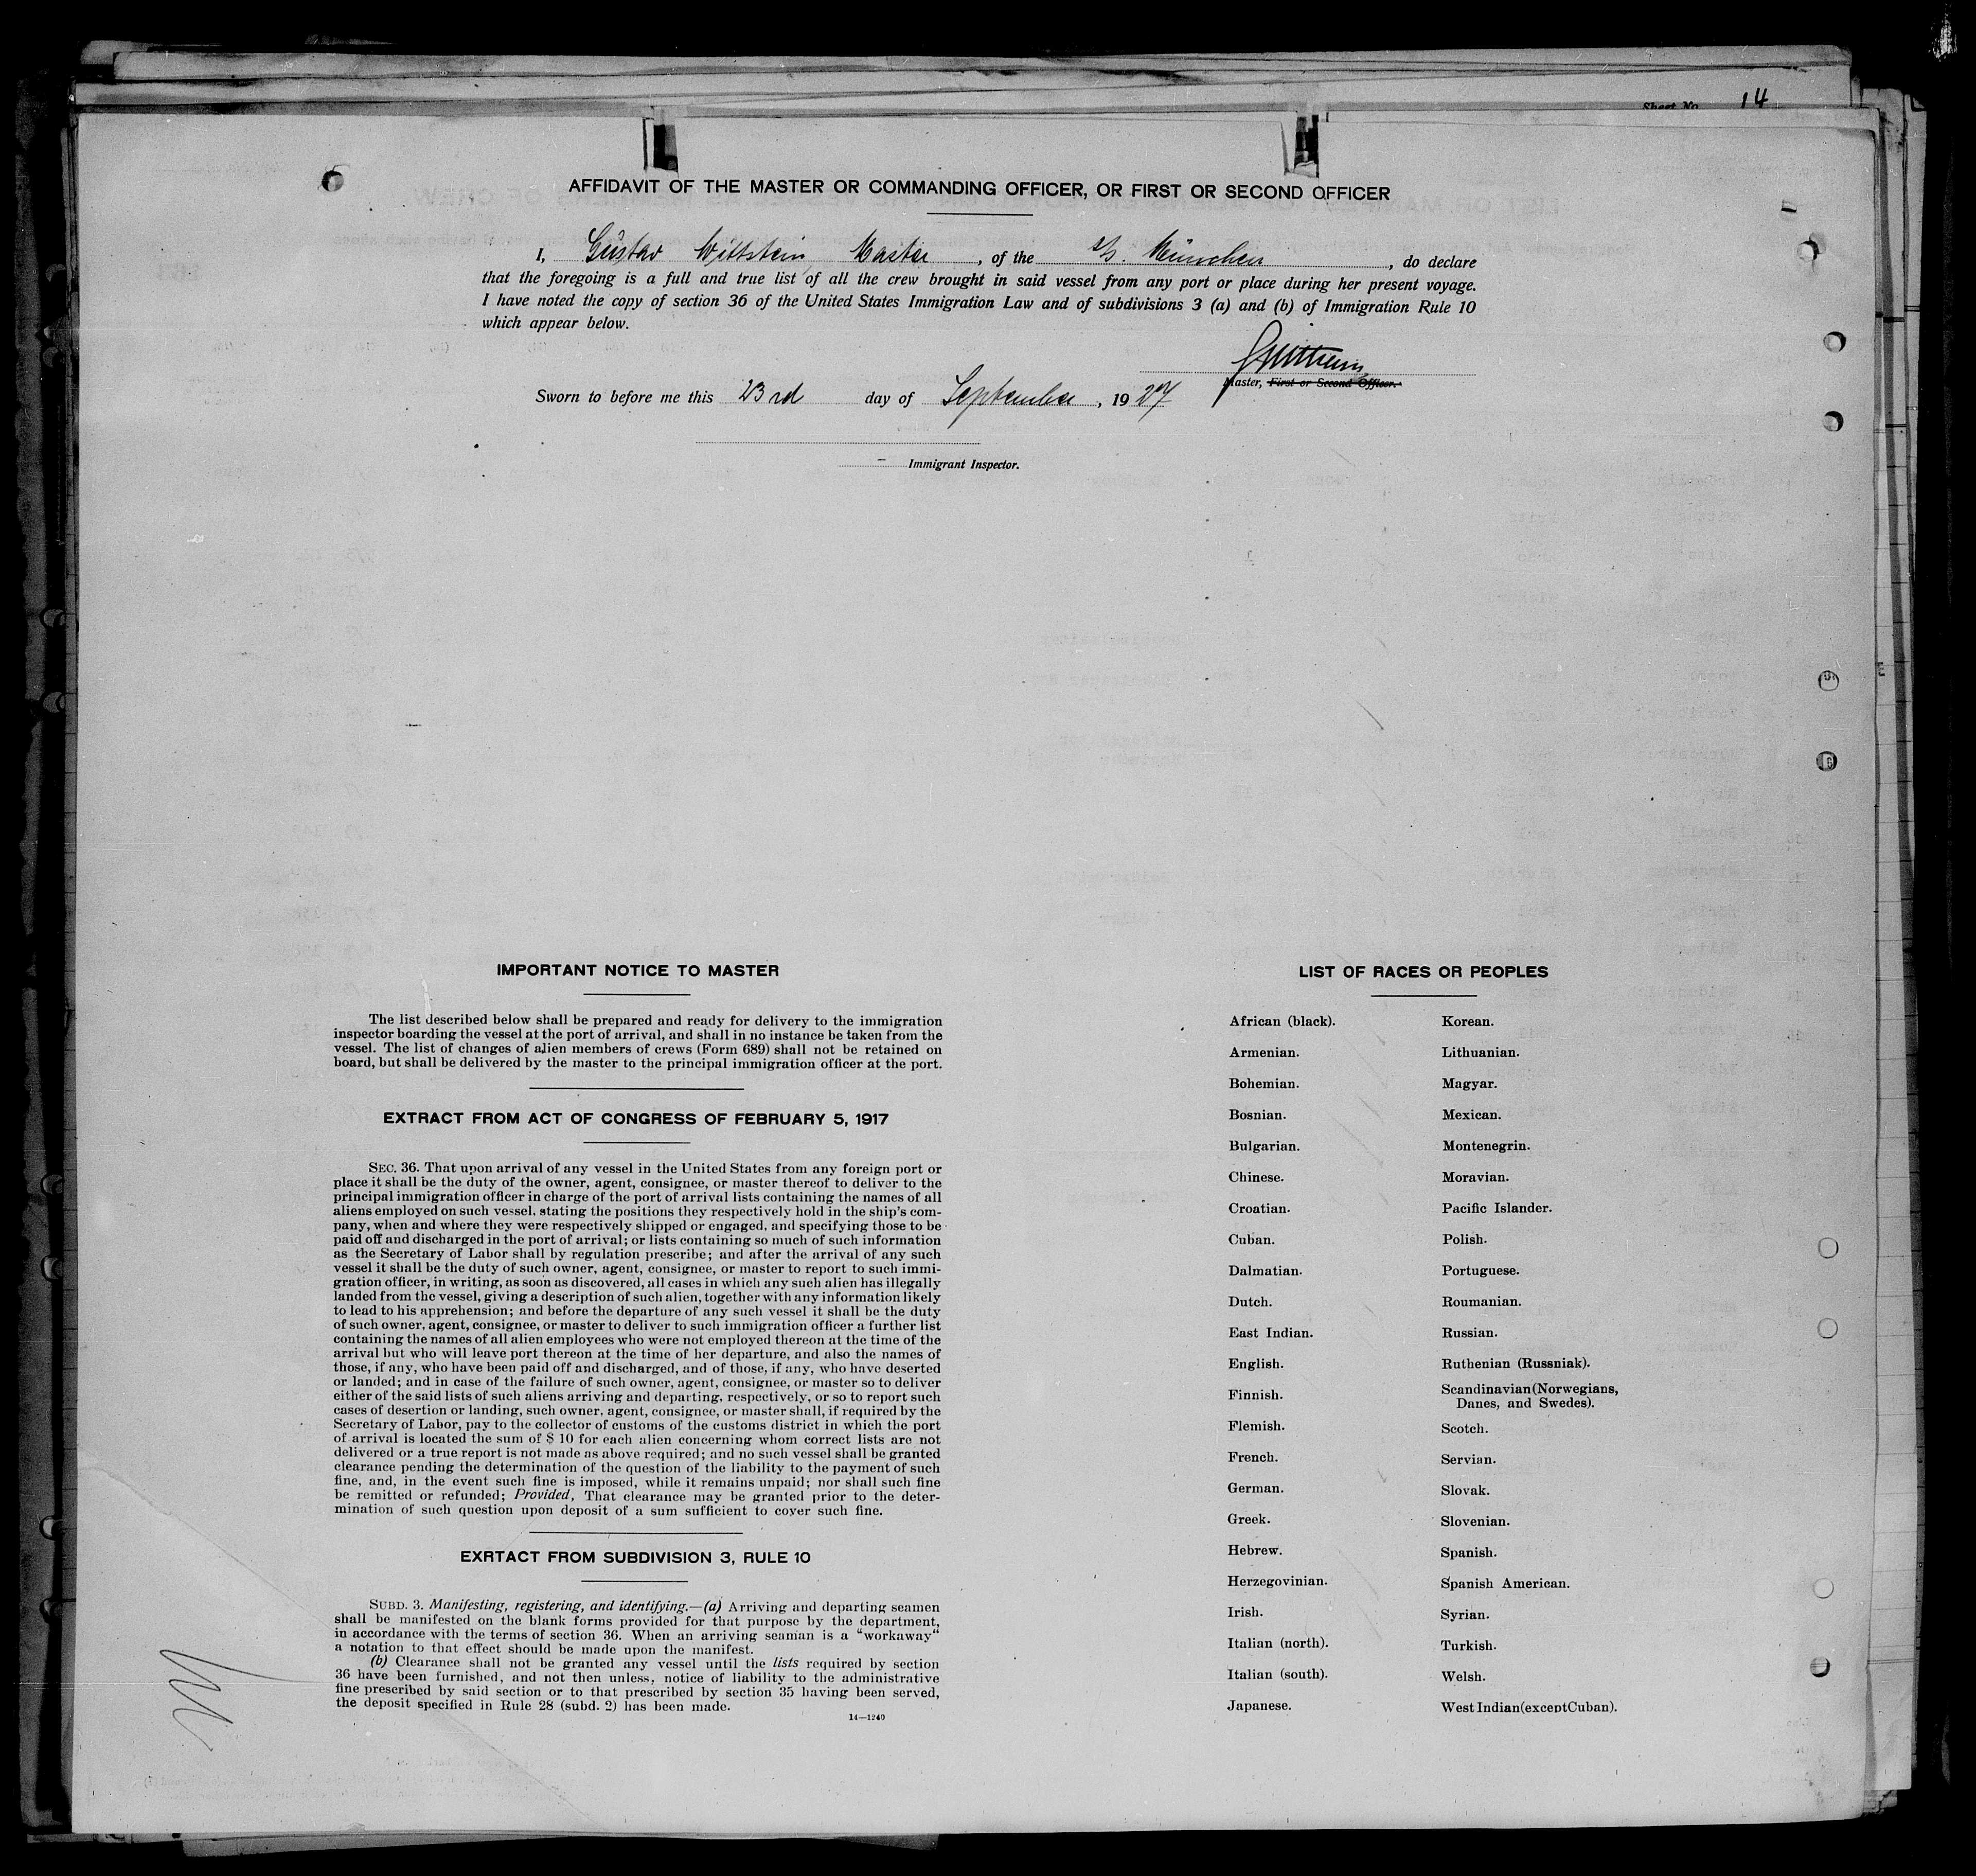 Sheet No. 14
AFFIDAVIT OF THE MASTER OR COMMANDING OFFICER, OR FIRST OR SECOND OFFICER
I, Gustav Wittstein, Master, of the s/s. München, do declare
that the foregoing is a full and true list of all the crew brought in said vessel from any port or place during her present voyage.
I have noted the copy of section 36 of the United States Immigration Law and of subdivisions 3 (a) and (b) of Immigration Rule 10
which appear below.
Master, First or Second Officer.
Sworn to before me this 23rd day of September, 1927
Immigrant Inspector.
IMPORTANT NOTICE TO MASTER
The list described below shall be prepared and ready for delivery to the immigration
inspector boarding the vessel at the port of arrival, and shall in no instance be taken from the
vessel. The list of changes of alien members of crews (Form 689) shall not be retained on
board, but shall be delivered by the master to the principal immigration officer at the port.
EXTRACT FROM ACT OF CONGRESS OF FEBRUARY 5, 1917
SEC. 36. That upon arrival of any vessel in the United States from any foreign port or
place it shall be the duty of the owner, agent, consignee, or master thereof to deliver to the
principal immigration officer in charge of the port of arrival lists containing the names of all
aliens employed on such vessel, stating the positions they respectively hold in the ship's com-
pany, when and where they were respectively shipped or engaged, and specifying those to be
paid off and discharged in the port of arrival; or lists containing so much of such information
as the Secretary of Labor shall by regulation prescribe; and after the arrival of any such
vessel it shall be the duty of such owner, agent, consignee, or master to report to such immi-
gration officer, in writing, as soon as discovered, all cases in which any such alien has illegally
landed from the vessel, giving a description of such alien, together with any information likely
to lead to his apprehension; and before the departure of any such vessel it shall be the duty
of such owner, agent, consignee, or master to deliver to such immigration officer a further list
containing the names of all alien employees who were not employed thereon at the time of the
arrival but who will leave port thereon at the time of her departure, and also the names of
those, if any, who have been paid off and discharged, and of those, if any, who have deserted
or landed; and in case of the failure of such owner, agent, consignee, or master so to deliver
either of the said lists of such aliens arriving and departing, respectively, or so to report such
cases of desertion or landing, such owner, agent, consignee, or master shall, if required by the
Secretary of Labor, pay to the collector of customs of the customs district in which the port
of arrival is located the sum of $ 10 for each alien concerning whom correct lists are not
delivered or a true report is not made as above required; and no such vessel shall be granted
clearance pending the determination of the question of the liability to the payment of such
fine, and, in the event such fine is imposed, while it remains unpaid; nor shall such fine
be remitted or refunded; Provided, That clearance may be granted prior to the deter-
mination of such question upon deposit of a sum sufficient to cover such fine.
EXRTACT FROM SUBDIVISION 3, RULE 10
SUBD. 3. Manifesting, registering, and identifying.—(a) Arriving and departing seamen
shall be manifested on the blank forms provided for that purpose by the department,
in accordance with the terms of section 36. When an arriving seaman is a "workaway"
a notation to that effect should be made upon the manifest.
(b) Clearance shall not be granted any vessel until the lists required by section
36 have been furnished, and not then unless, notice of liability to the administrative
fine prescribed by said section or to that prescribed by section 35 having been served,
the deposit specified in Rule 28 (subd. 2) has been made.
14—1240
LIST OF RACES OR PEOPLES
African (black).
Armenian.
Bohemian.
Bosnian.
Bulgarian.
Chinese.
Croatian.
Cuban.
Dalmatian.
Dutch.
East Indian.
English.
Finnish.
Flemish.
French.
German.
Greek.
Hebrew.
Herzegovinian.
Irish.
Italian (north).
Italian (south).
Japanese.
Korean.
Lithuanian.
Magyar.
Mexican.
Montenegrin.
Moravian.
Pacific Islander.
Polish.
Portuguese.
Roumanian.
Russian.
Ruthenian (Russniak).
Scandinavian (Norwegians,
Danes, and Swedes).
Scotch.
Servian.
Slovak.
Slovenian.
Spanish.
Spanish American.
Syrian.
Turkish.
Welsh.
West Indian (except Cuban).